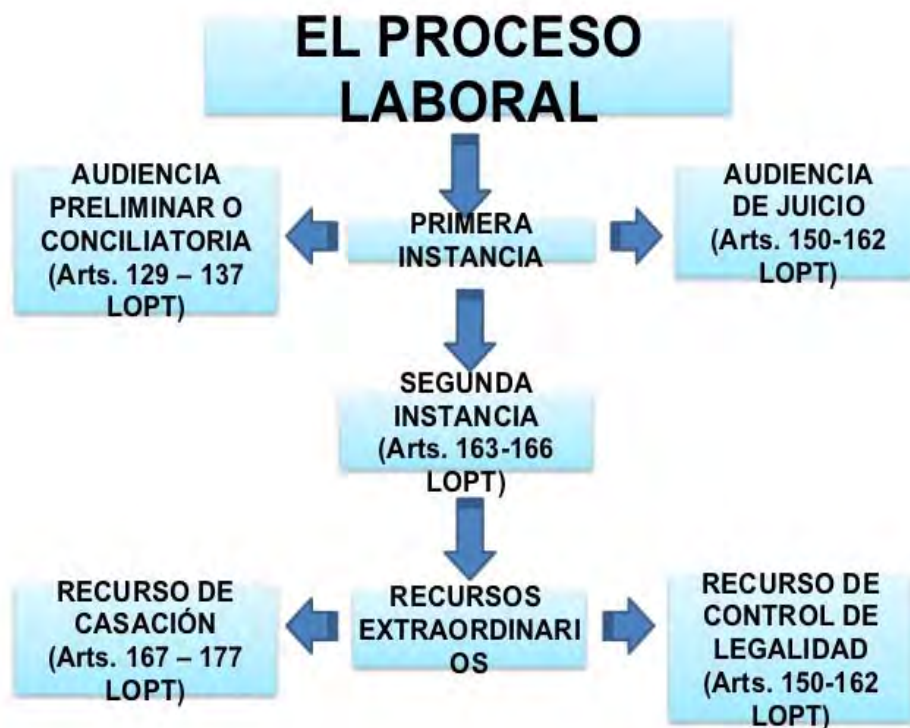 EL PROCESO
LABORAL
AUDIENCIA
PRELIMINAR O
CONCILIATORIA
(Arts. 129 – 137
LOPT)
PRIMERA
INSTANCIA
AUDIENCIA
DE JUICIO
(Arts. 150-162
LOPT)
SEGUNDA
INSTANCIA
(Arts. 163-166
LOPT)
RECURSO DE
CASACIÓN
(Arts. 167 – 177
LOPT)
RECURSOS
EXTRAORDINARI
OS
RECURSO DE
CONTROL DE
LEGALIDAD
(Arts. 150-162
LOPT)